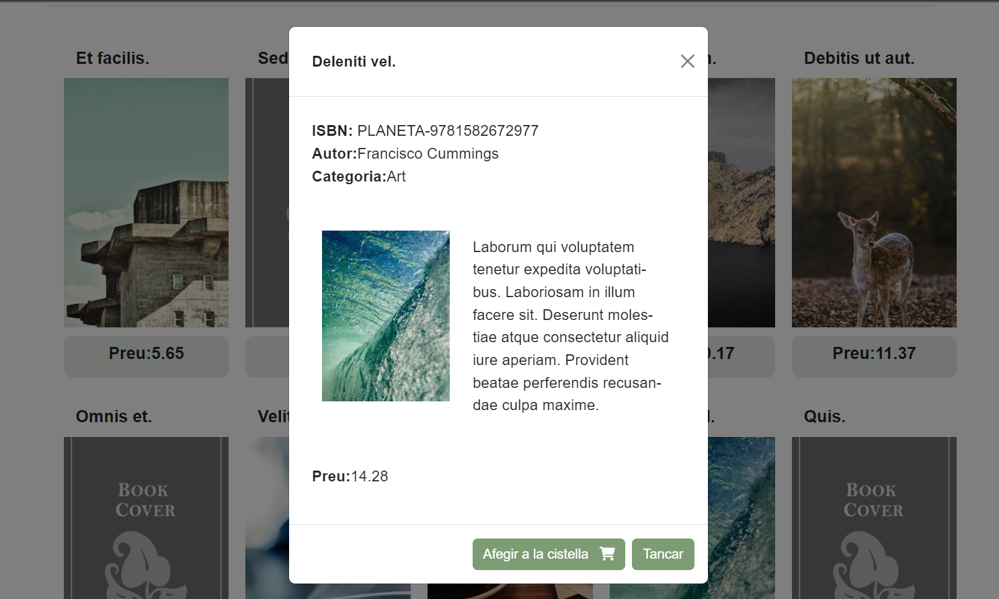 Et facilis.
Sed
Debitis ut aut.
Deleniti vel.
ISBN: PLANETA-9781582672977
Autor:Francisco Cummings
Categoria:Art
Laborum qui voluptatem
tenetur expedita voluptati-
bus. Laboriosam in illum
facere sit. Deserunt moles-
tiae atque consectetur aliquid
iure aperiam. Provident
beatae perferendis recusan-
dae culpa maxime.
Preu:14.28
Afegir a la cistella
Tancar
Preu:5.65
.17
Preu:11.37
Omnis et.
Velit
Quis.
BOOK
COVER
BOOK
COVER